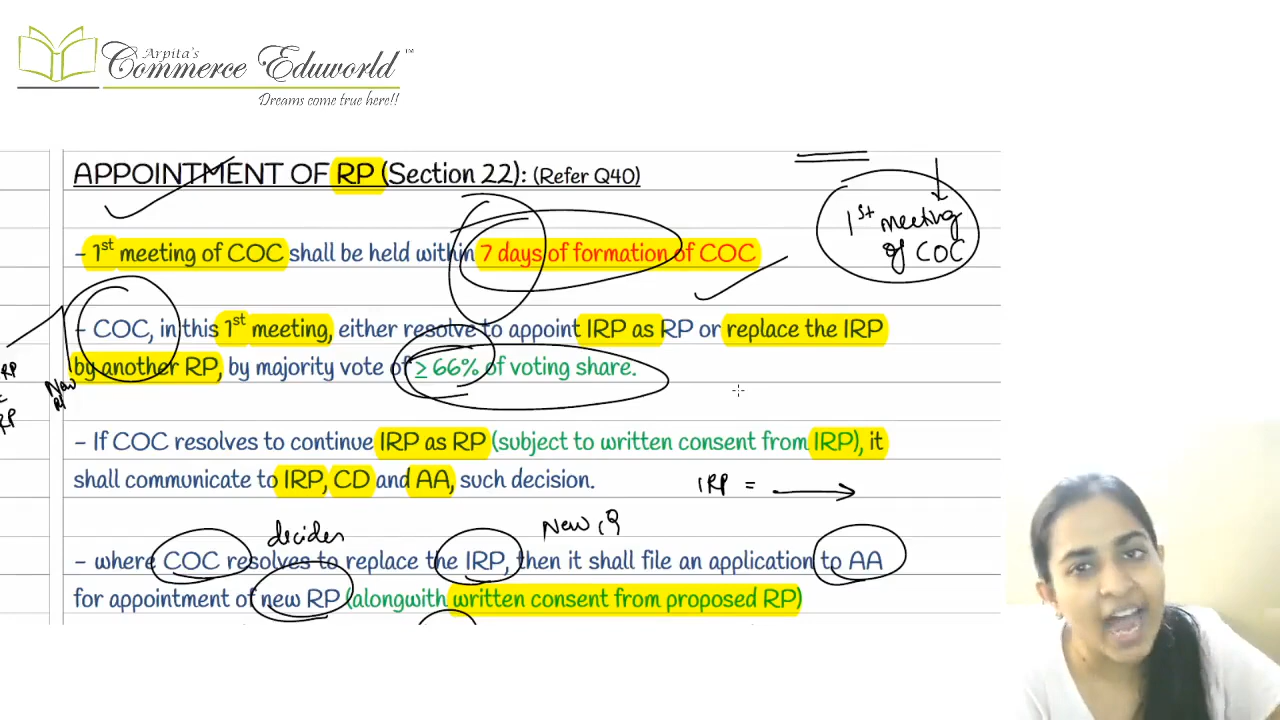 Arpita's
Commerce Eduworld™
Dreams come true here!!
APPOINTMENT OF RP (Section 22): (Refer Q40)
1st meeting
of COC
- 1st meeting of COC shall be held within 7 days of formation of COC
- COC, in this 1st meeting, either resolve to appoint IRP as RP or replace the IRP
by another RP, by majority vote of ≥ 66% of voting share.
RP
=
RP
New
RP
- If COC resolves to continue IRP as RP (subject to written consent from IRP), it
shall communicate to IRP, CD and AA, such decision.
IRP =
decides
New
- where COC resolves to replace the IRP, then it shall file an application to AA
for appointment of new RP (alongwith written consent from proposed RP)